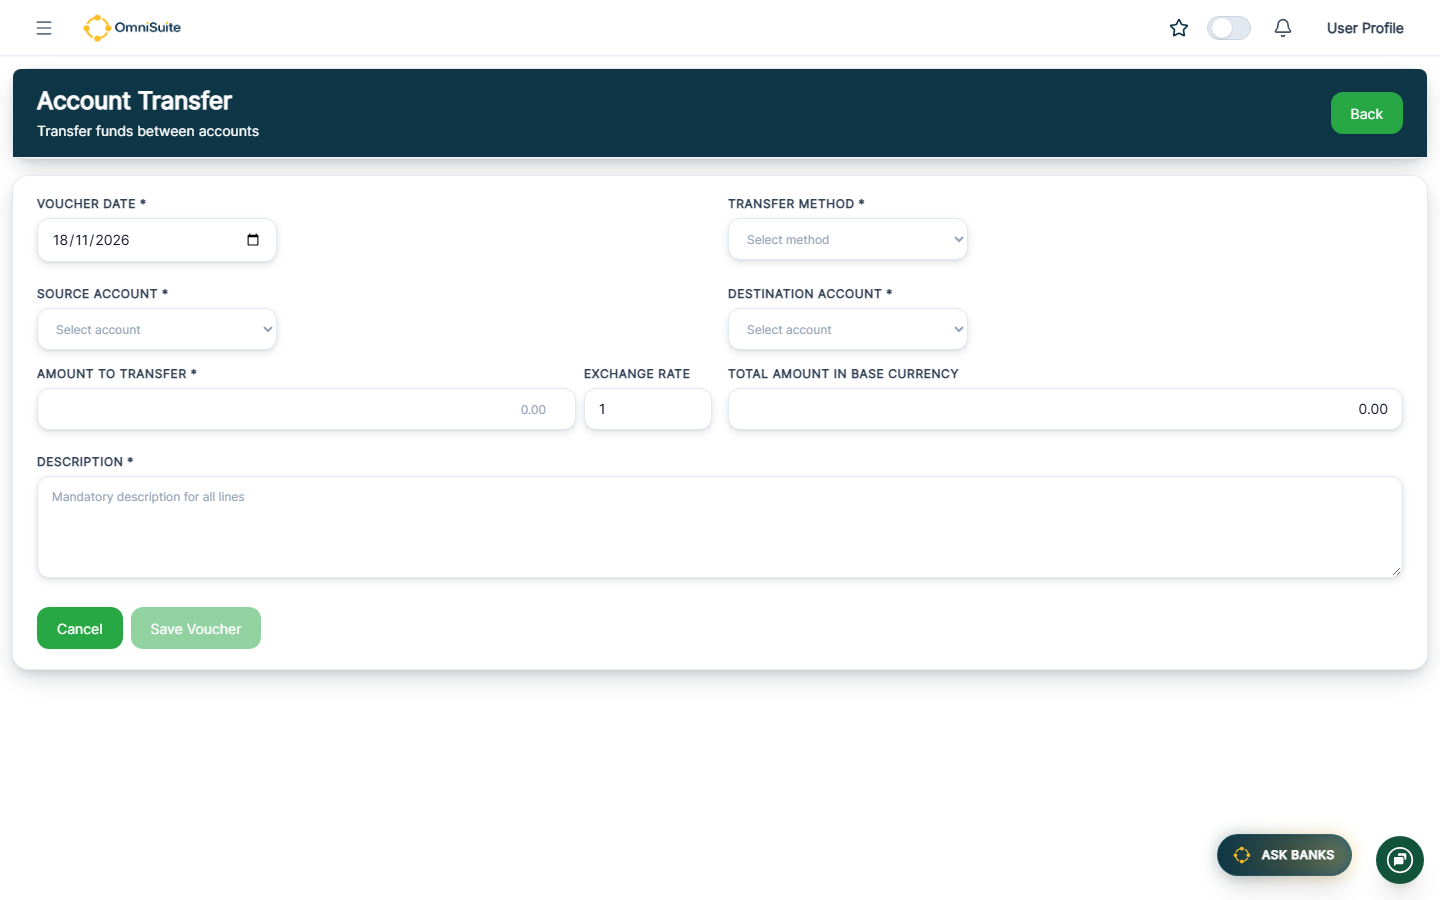 OmniSuite
User Profile
Account Transfer
Transfer funds between accounts
Back
VOUCHER DATE *
TRANSFER METHOD *
18/11/2026
Select method
SOURCE ACCOUNT *
DESTINATION ACCOUNT *
Select account
Select account
AMOUNT TO TRANSFER *
EXCHANGE RATE
TOTAL AMOUNT IN BASE CURRENCY
0.00
1
0.00
DESCRIPTION *
Mandatory description for all lines
Cancel
Save Voucher
ASK BANKS